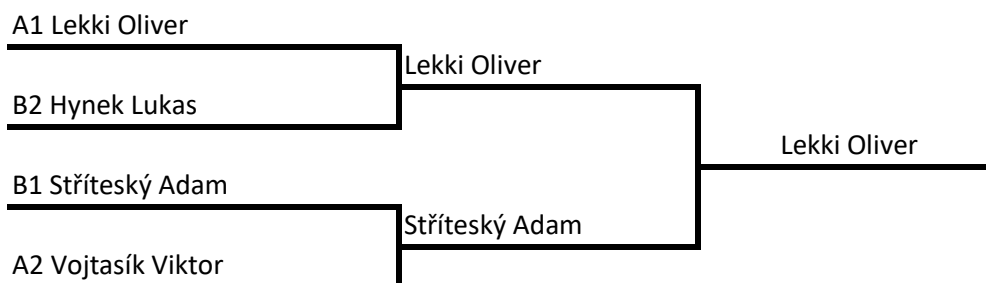 A1 Lekki Oliver
Lekki Oliver
B2 Hynek Lukas
Lekki Oliver
B1 Stříteský Adam
Stříteský Adam
A2 Vojtasík Viktor